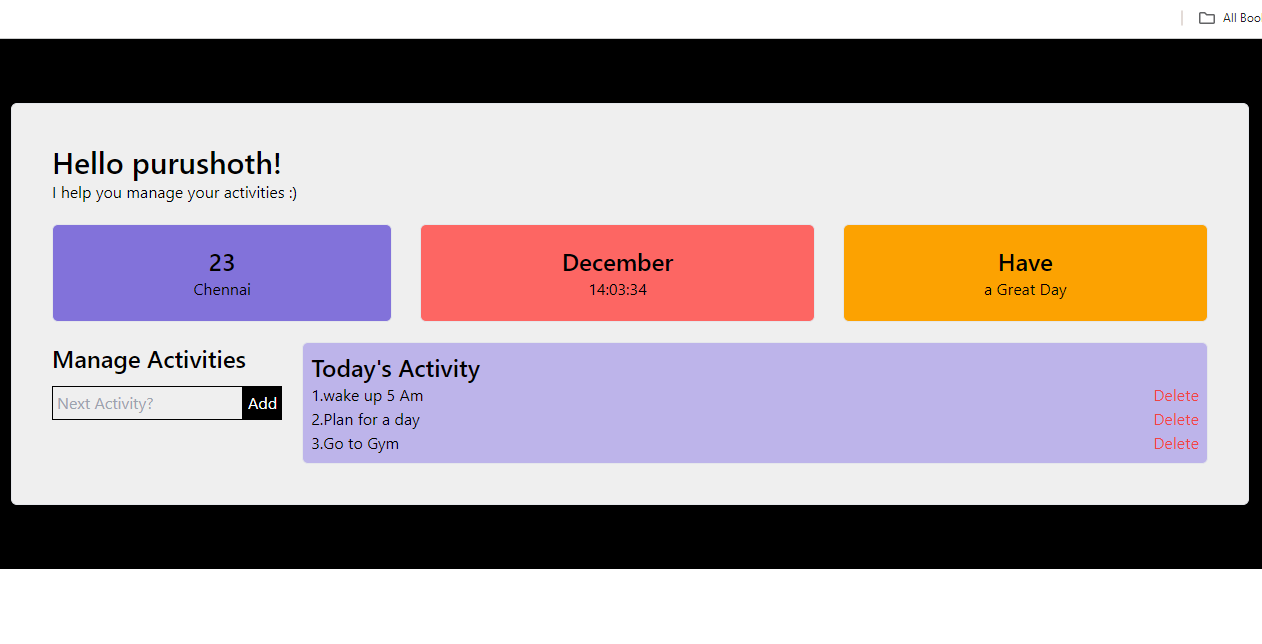 All Boo
Hello purushoth!
I help you manage your activities :)
23
Chennai
December
14:03:34
Have
a Great Day
Manage Activities
Next Activity? Add
Today's Activity
1.wake up 5 Am Delete
2.Plan for a day Delete
3.Go to Gym Delete